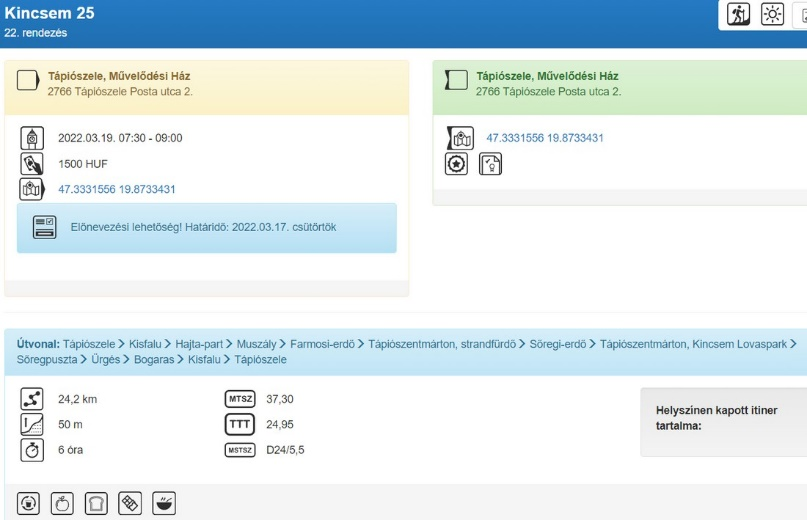 Kincsem 25
22. rendezés
Tápiószele, Művelődési Ház
2766 Tápiószele Posta utca 2.
2022.03.19. 07:30 - 09:00
1500 HUF
47.3331556 19.8733431
Előnevezési lehetőség! Határidő: 2022.03.17. csütörtök
Tápiószele, Művelődési Ház
2766 Tápiószele Posta utca 2.
47.3331556 19.8733431
Útvonal: Tápiószele > Kisfalu > Hajta-part > Muszály > Farmosi-erdő > Tápiószentmárton, strandfürdő > Sőregi-erdő > Tápiószentmárton, Kincsem Lovaspark >
Sőregpuszta > Ürgés > Bogaras > Kisfalu > Tápiószele
24,2 km
50 m
6 óra
MTSZ 37,30
TTT 24,95
MSTSZ D24/5,5
Helyszínen kapott itiner
tartalma: